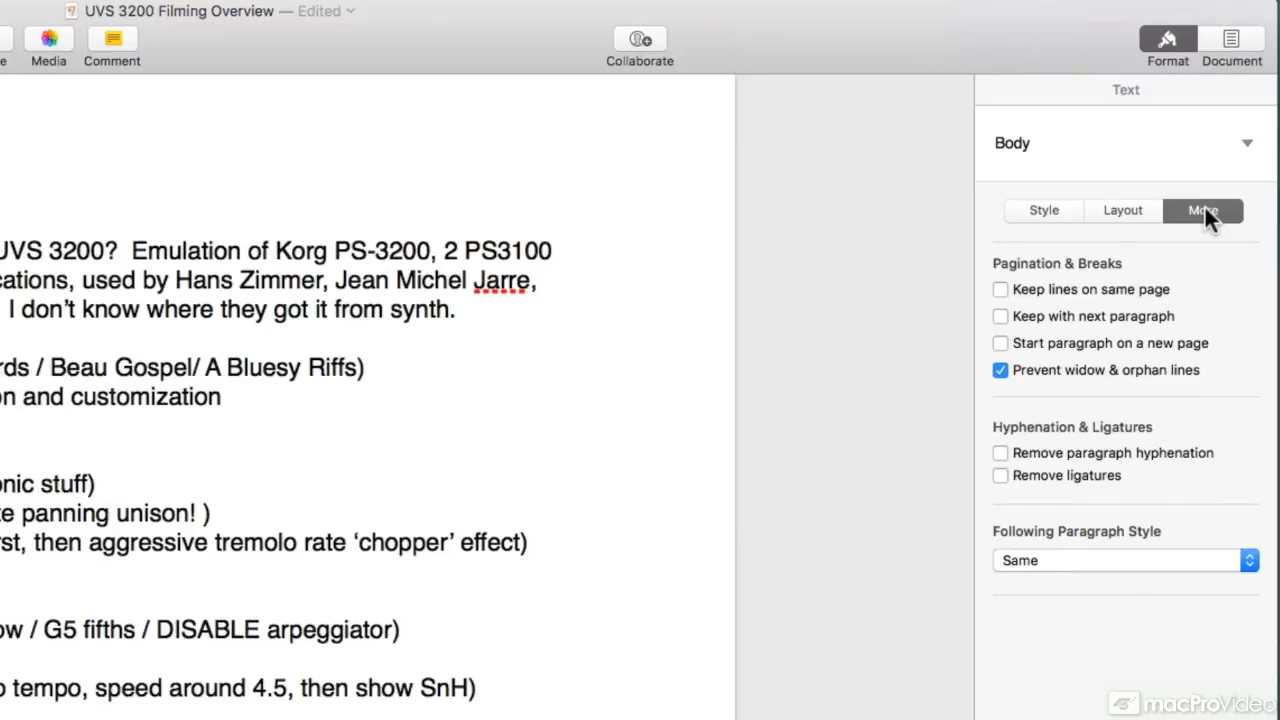 UVS 3200 Filming Overview — Edited
e
Media
Comment
Collaborate
Format
Document
Text
Body
Style
Layout
More
UVS 3200?  Emulation of Korg PS-3200, 2 PS3100
cations, used by Hans Zimmer, Jean Michel Jarre,
I don’t know where they got it from synth.
rds / Beau Gospel/ A Bluesy Riffs)
on and customization
onic stuff)
te panning unison! )
rst, then aggressive tremolo rate ‘chopper’ effect)
ow / G5 fifths / DISABLE arpeggiator)
o tempo, speed around 4.5, then show SnH)
Pagination & Breaks
Keep lines on same page
Keep with next paragraph
Start paragraph on a new page
Prevent widow & orphan lines
Hyphenation & Ligatures
Remove paragraph hyphenation
Remove ligatures
Following Paragraph Style
Same
macProVideo